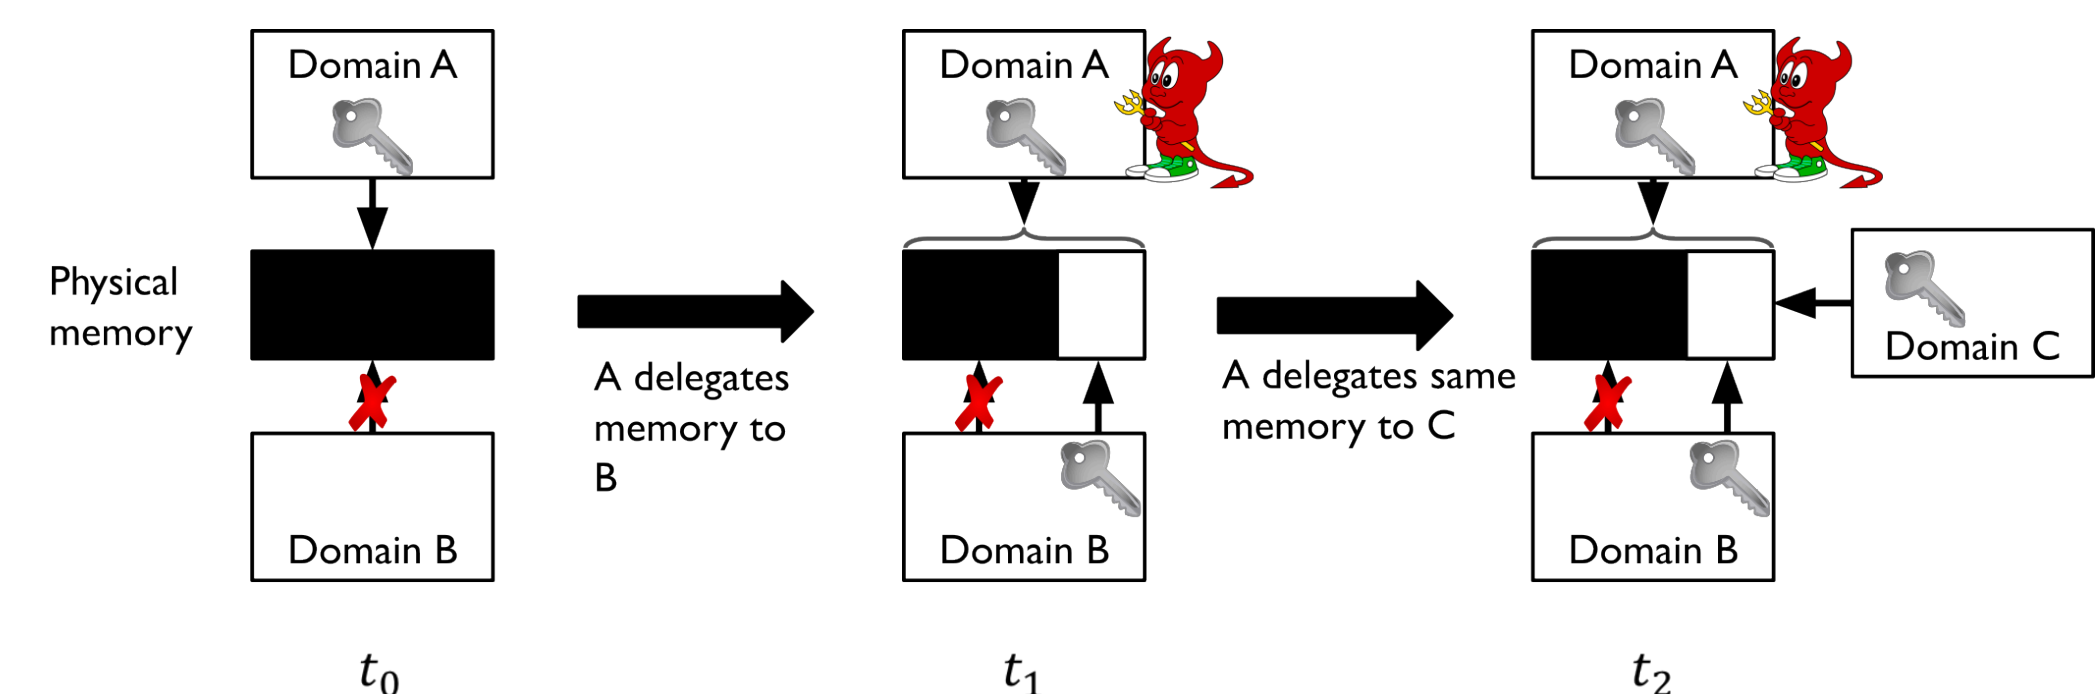 Domain A
Domain A
Domain A
Physical
memory
A delegates
memory to
B
A delegates same
memory to C
Domain C
Domain B
Domain B
Domain B
t₀
t₁
t₂